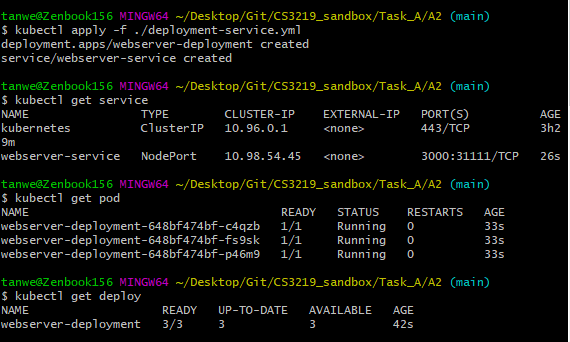 tanwe@Zenbook156 MINGW64 ~/Desktop/Git/CS3219_sandbox/Task_A/A2 (main)
$ kubectl apply -f ./deployment-service.yml
deployment.apps/webserver-deployment created
service/webserver-service created
tanwe@Zenbook156 MINGW64 ~/Desktop/Git/CS3219_sandbox/Task_A/A2 (main)
$ kubectl get service
NAME TYPE CLUSTER-IP EXTERNAL-IP PORT(S) AGE
kubernetes ClusterIP 10.96.0.1 <none> 443/TCP 3h2
9m
webserver-service NodePort 10.98.54.45 <none> 3000:31111/TCP 26s
tanwe@Zenbook156 MINGW64 ~/Desktop/Git/CS3219_sandbox/Task_A/A2 (main)
$ kubectl get pod
NAME READY STATUS RESTARTS AGE
webserver-deployment-648bf474bf-c4qzb 1/1 Running 0 33s
webserver-deployment-648bf474bf-fs9sk 1/1 Running 0 33s
webserver-deployment-648bf474bf-p46m9 1/1 Running 0 33s
tanwe@Zenbook156 MINGW64 ~/Desktop/Git/CS3219_sandbox/Task_A/A2 (main)
$ kubectl get deploy
NAME READY UP-TO-DATE AVAILABLE AGE
webserver-deployment 3/3 3 3 42s